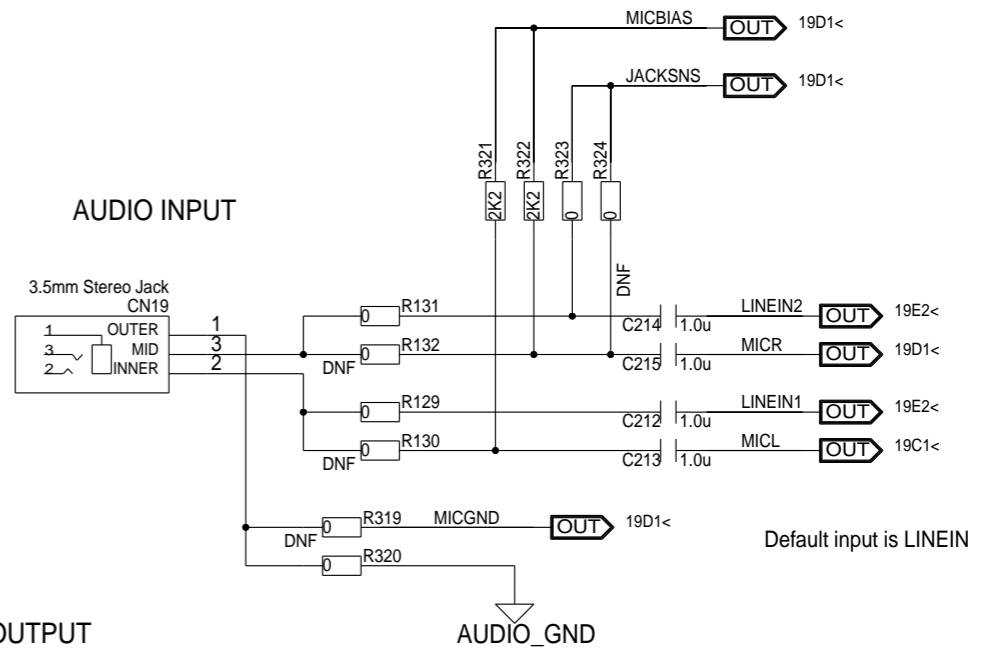 MICBIAS OUT 19D1<
JACKSNS OUT 19D1<
R321 R322 R323 R324
2K2 2K2 0 0
DNF
AUDIO INPUT
3.5mm Stereo Jack
CN19
1 OUTER 1
3 MID 3
2 INNER 2
0 R131 C214 1.0u LINEIN2 OUT 19E2<
DNF 0 R132 C215 1.0u MICR OUT 19D1<
0 R129 C212 1.0u LINEIN1 OUT 19E2<
DNF 0 R130 C213 1.0u MICL OUT 19C1<
DNF 0 R319 MICGND OUT 19D1<
0 R320
Default input is LINEIN
AUDIO_GND
OUTPUT